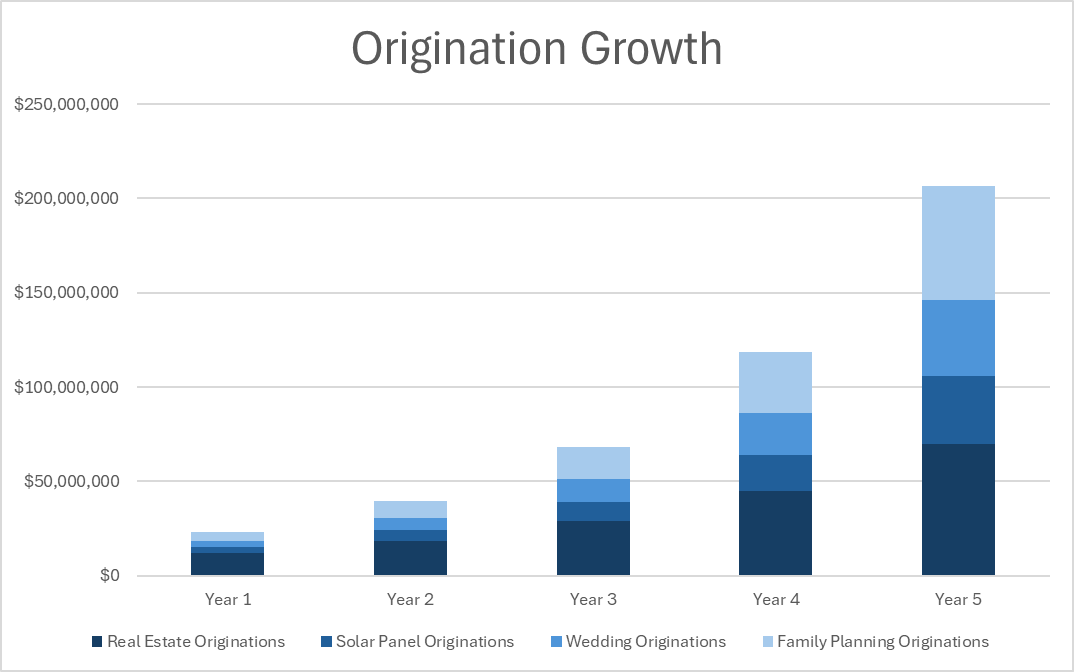 Origination Growth
$250,000,000
$200,000,000
$150,000,000
$100,000,000
$50,000,000
$0
Year 1 Year 2 Year 3 Year 4 Year 5
Real Estate Originations Solar Panel Originations Wedding Originations Family Planning Originations